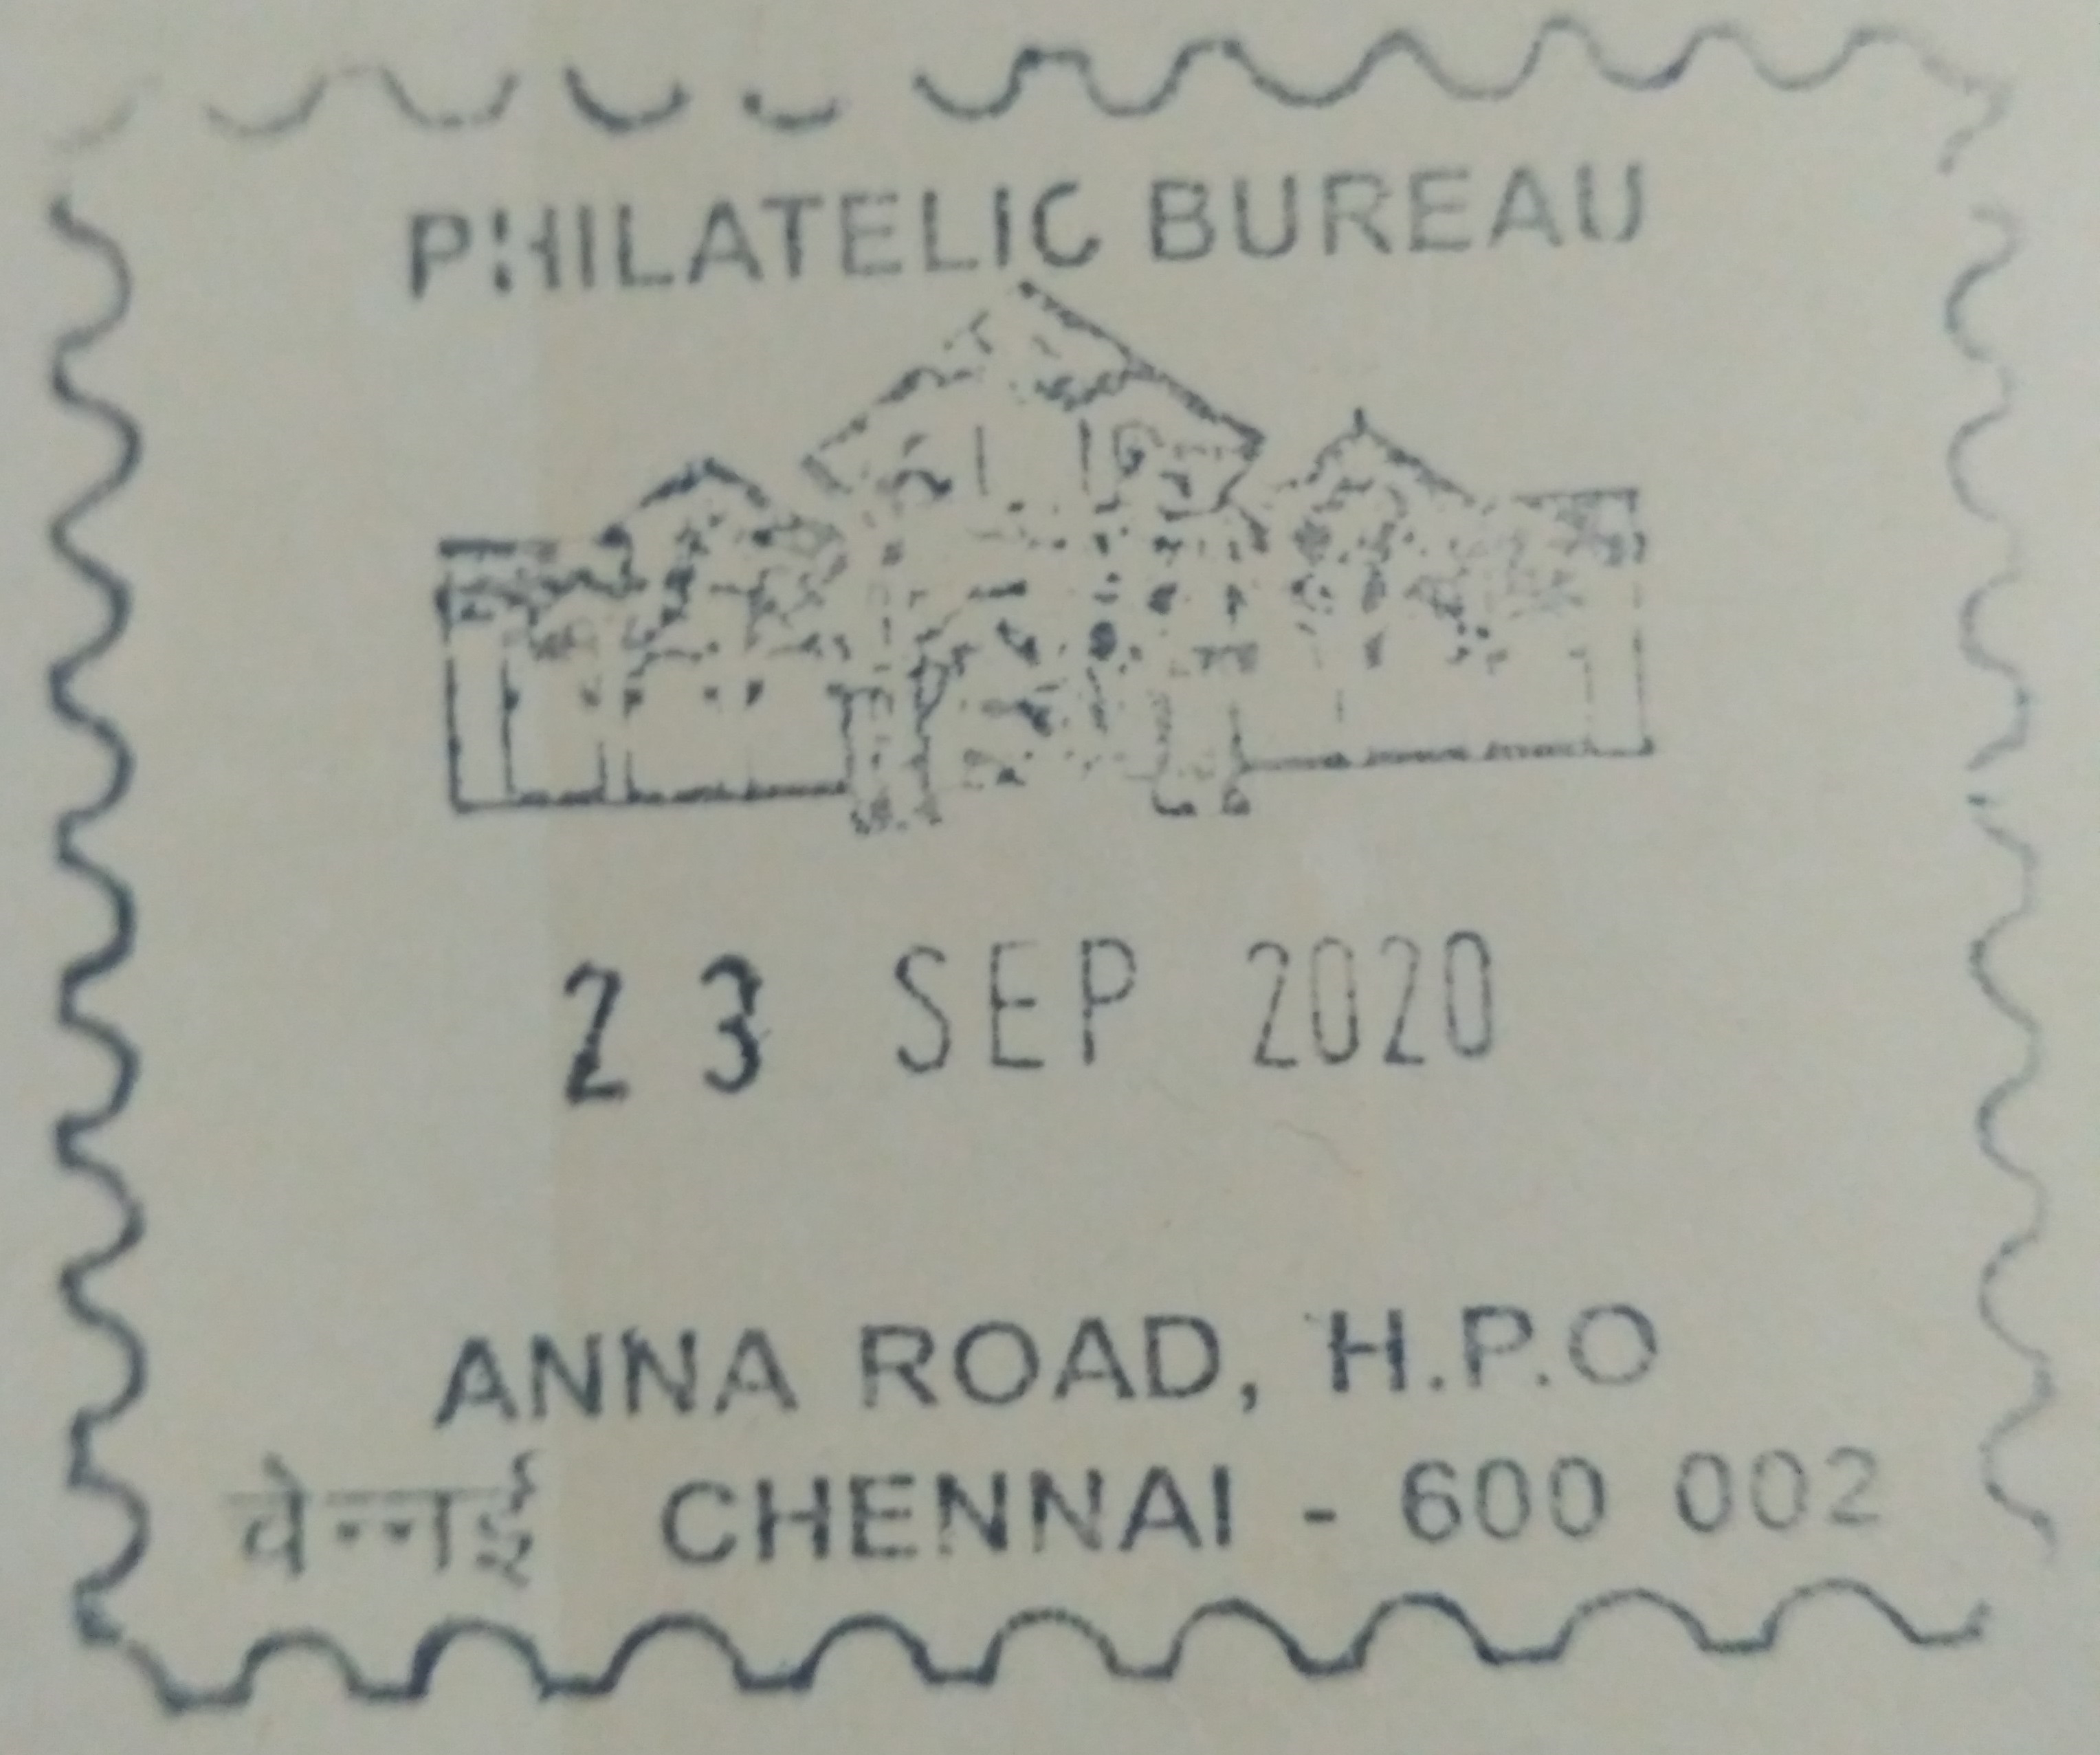 PHILATELIC BUREAU
23 SEP 2020
ANNA ROAD, H.P.O
चेन्नई CHENNAI - 600 002